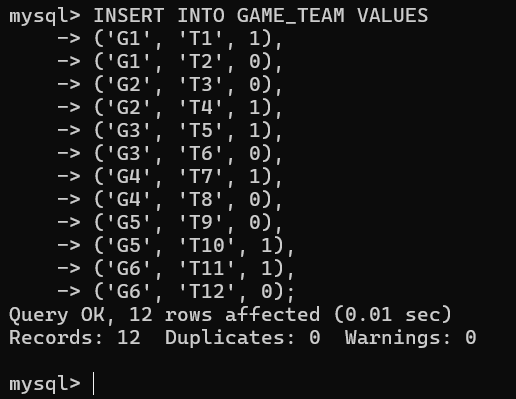 mysql> INSERT INTO GAME_TEAM VALUES
    -> ('G1', 'T1', 1),
    -> ('G1', 'T2', 0),
    -> ('G2', 'T3', 0),
    -> ('G2', 'T4', 1),
    -> ('G3', 'T5', 1),
    -> ('G3', 'T6', 0),
    -> ('G4', 'T7', 1),
    -> ('G4', 'T8', 0),
    -> ('G5', 'T9', 0),
    -> ('G5', 'T10', 1),
    -> ('G6', 'T11', 1),
    -> ('G6', 'T12', 0);
Query OK, 12 rows affected (0.01 sec)
Records: 12  Duplicates: 0  Warnings: 0

mysql>